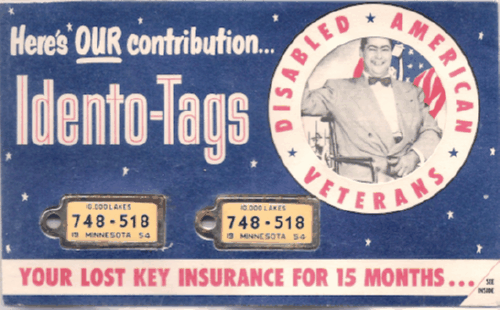 Here's OUR contribution...
Idento-Tags
★ DISABLED ★ AMERICAN ★ VETERANS
10,000 LAKES
748-518
19 MINNESOTA 54
10,000 LAKES
748-518
19 MINNESOTA 54
YOUR LOST KEY INSURANCE FOR 15 MONTHS...
SEE
INSIDE